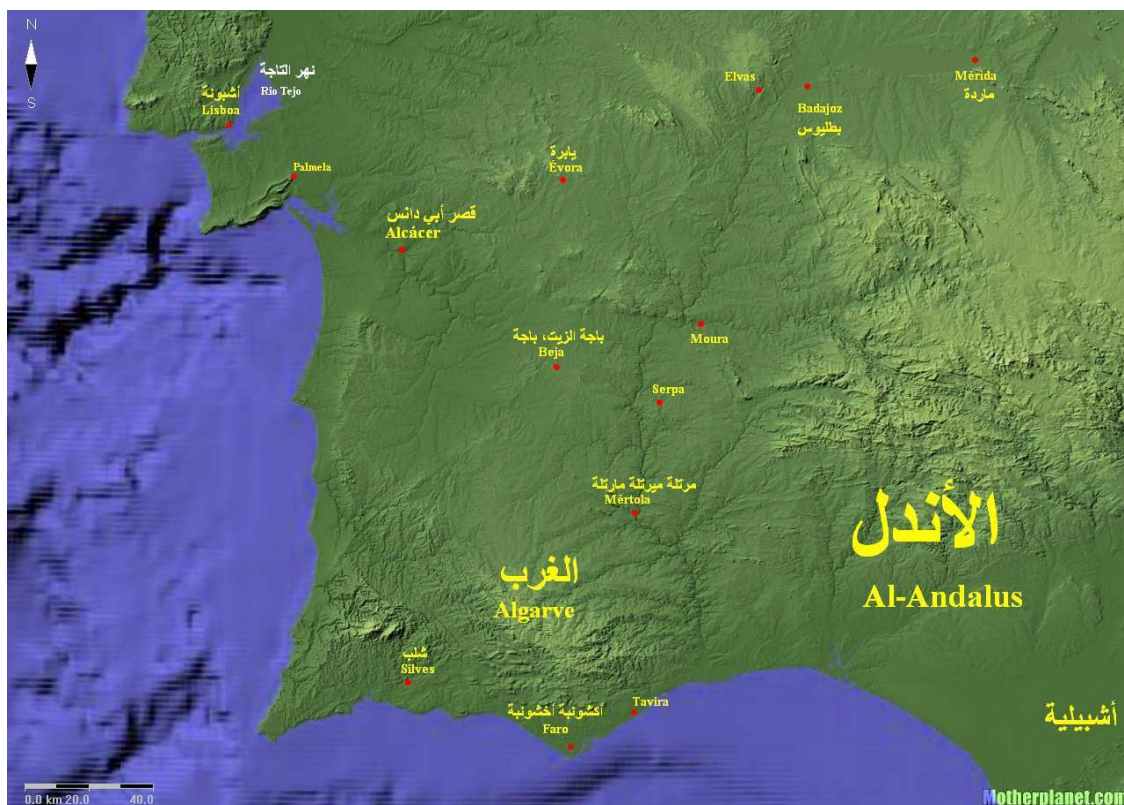 N
S
نهر التاجة
Rio Tejo
أشبونة
Lisboa
Palmela
Elvas
Badajoz
بطليوس
Mérida
ماردة
يابرة
Évora
قصر أبي دانس
Alcácer
باجة الزيت، باجة
Beja
Moura
Serpa
مرتلة ميرتلة مارتلة
Mértola
الأندل
Al-Andalus
الغرب
Algarve
شلب
Silves
أكشونبة أخشونبة
Faro
Tavira
أشبيلية
0.0 km 20.0 40.0
Motherplanet.com